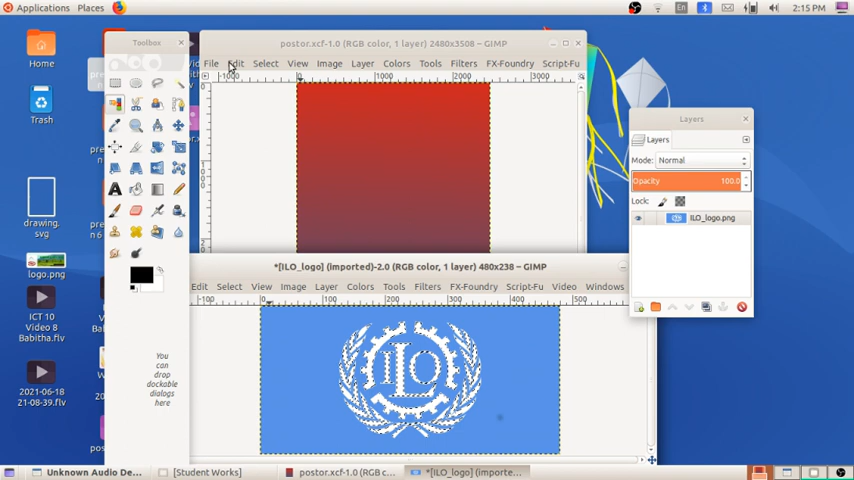 Applications Places En 2:15 PM
Home
Trash
drawing.
svg
logo.png
ICT 10
Video 8
Babitha.flv
2021-06-18
21-08-39.flv
Toolbox
You
can
drop
dockable
dialogs
here
postor.xcf-1.0 (RGB color, 1 layer) 2480x3508 – GIMP
File Edit Select View Image Layer Colors Tools Filters FX-Foundry Script-Fu
-1000 0 1000 2000 3000
*[ILO_logo] (imported)-2.0 (RGB color, 1 layer) 480x238 – GIMP
Edit Select View Image Layer Colors Tools Filters FX-Foundry Script-Fu Video Windows
-100 0 100 200 300 400 500
ILO
Layers
Layers
Mode: Normal
Opacity 100.0
Lock:
ILO_logo.png
Unknown Audio De... [Student Works] postor.xcf-1.0 (RGB c... *[ILO_logo] (importe...